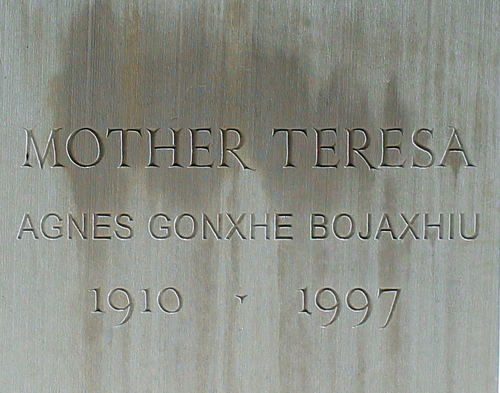 MOTHER TERESA
AGNES GONXHE BOJAXHIU
1910 · 1997